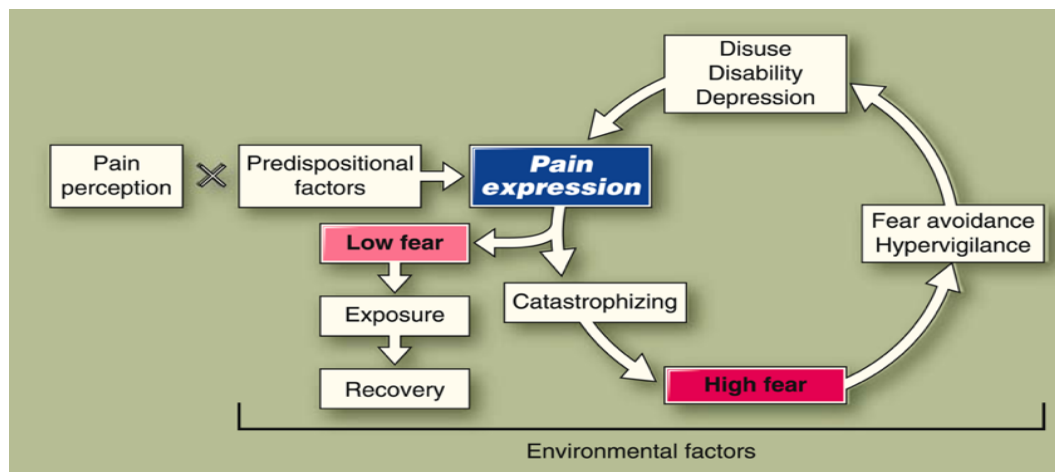 Disuse
Disability
Depression
Pain
perception
Predispositional
factors
Pain
expression
Fear avoidance
Hypervigilance
Low fear
Catastrophizing
Exposure
High fear
Recovery
Environmental factors